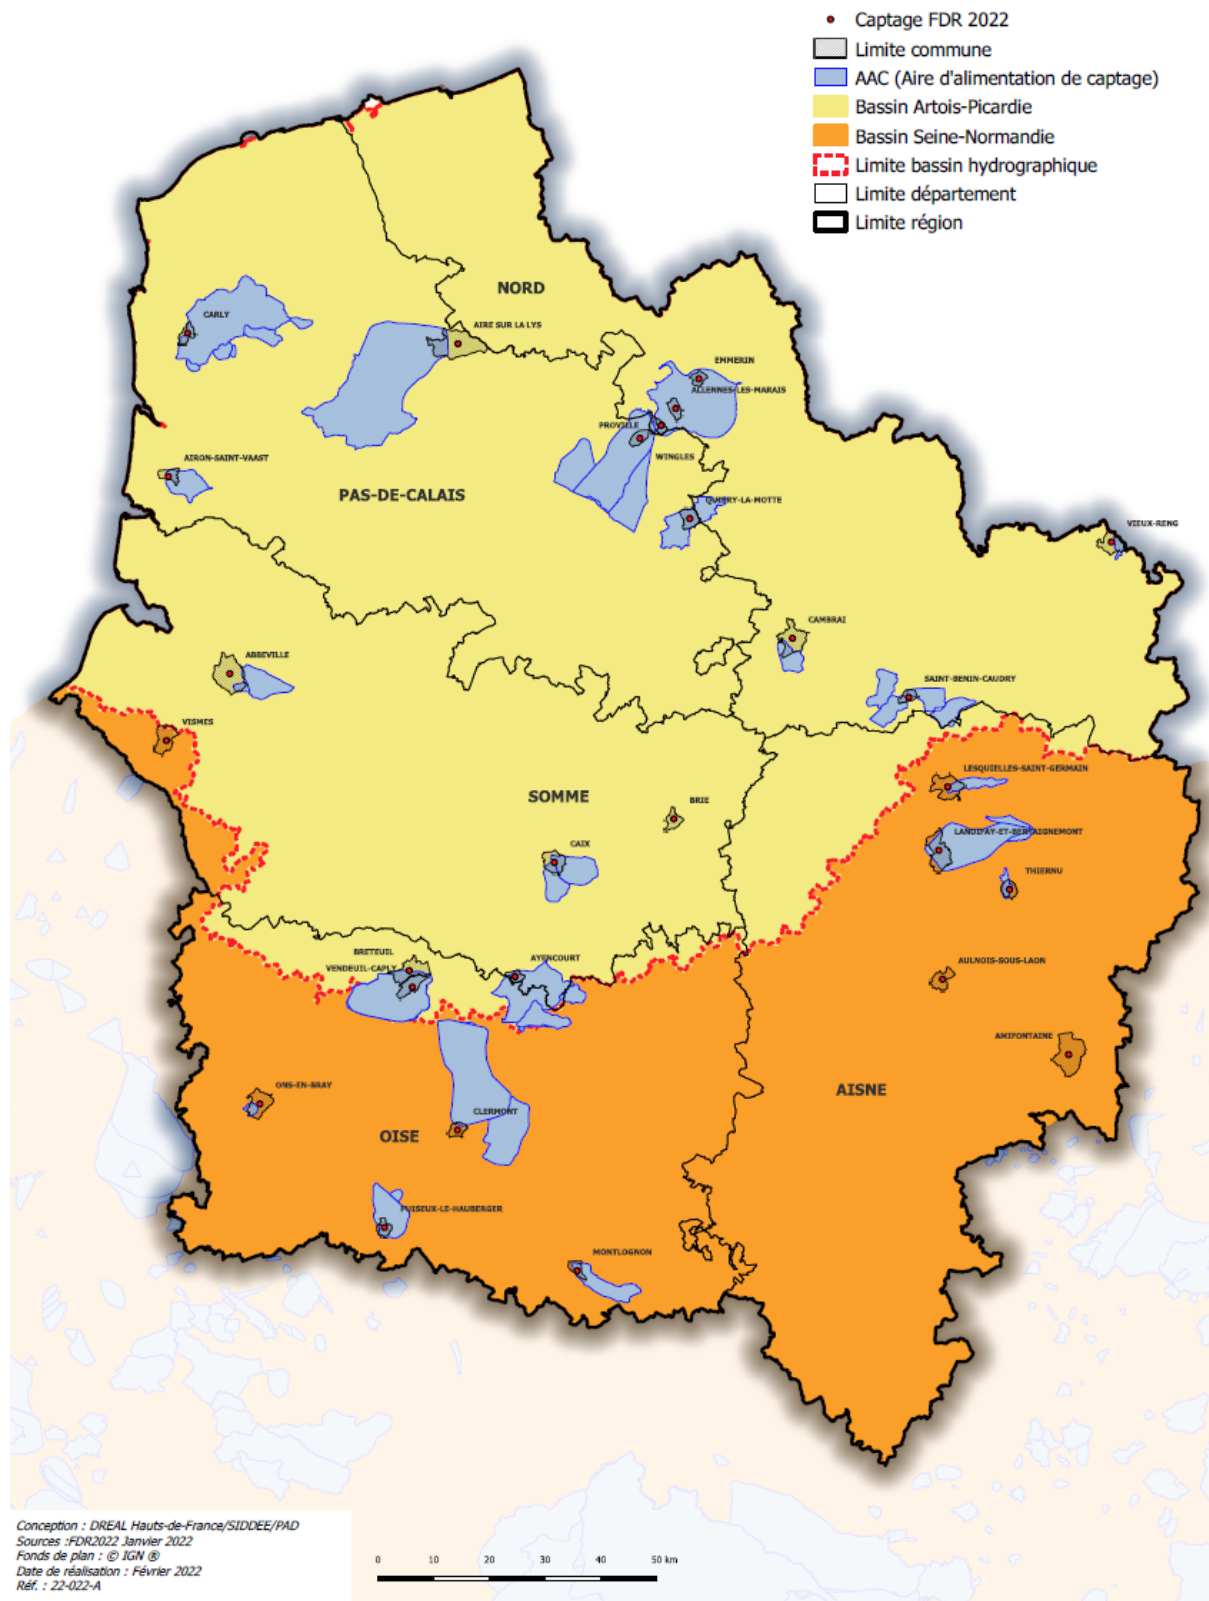 Captage FDR 2022
Limite commune
AAC (Aire d'alimentation de captage)
Bassin Artois-Picardie
Bassin Seine-Normandie
Limite bassin hydrographique
Limite département
Limite région
NORD
CARLY
AIRE SUR LA LYS
EMMERIN
ALLENNES-LES-MARAIS
PROVILLE
WINGLES
AIRON-SAINT-VAAST
PAS-DE-CALAIS
QUIERY-LA-MOTTE
VIEUX-RENG
CAMBRAI
ABBEVILLE
SAINT-BENIN-CAUDRY
VISMES
LESQUIELLES-SAINT-GERMAIN
SOMME
BRIE
CAIX
THIERNU
BRETEUIL
VENDEUIL-CAPLY
AYENCOURT
AULNOIS-SOUS-LAON
AMIFONTAINE
ONS-EN-BRAY
AISNE
CLERMONT
OISE
PUISEUX-LE-HAUBERGER
MONTLOGNON
Conception : DREAL Hauts-de-France/SIDDEE/PAD
Sources :FDR2022 Janvier 2022
Fonds de plan : © IGN ®
Date de réalisation : Février 2022
Réf. : 22-022-A
0 10 20 30 40 50 km